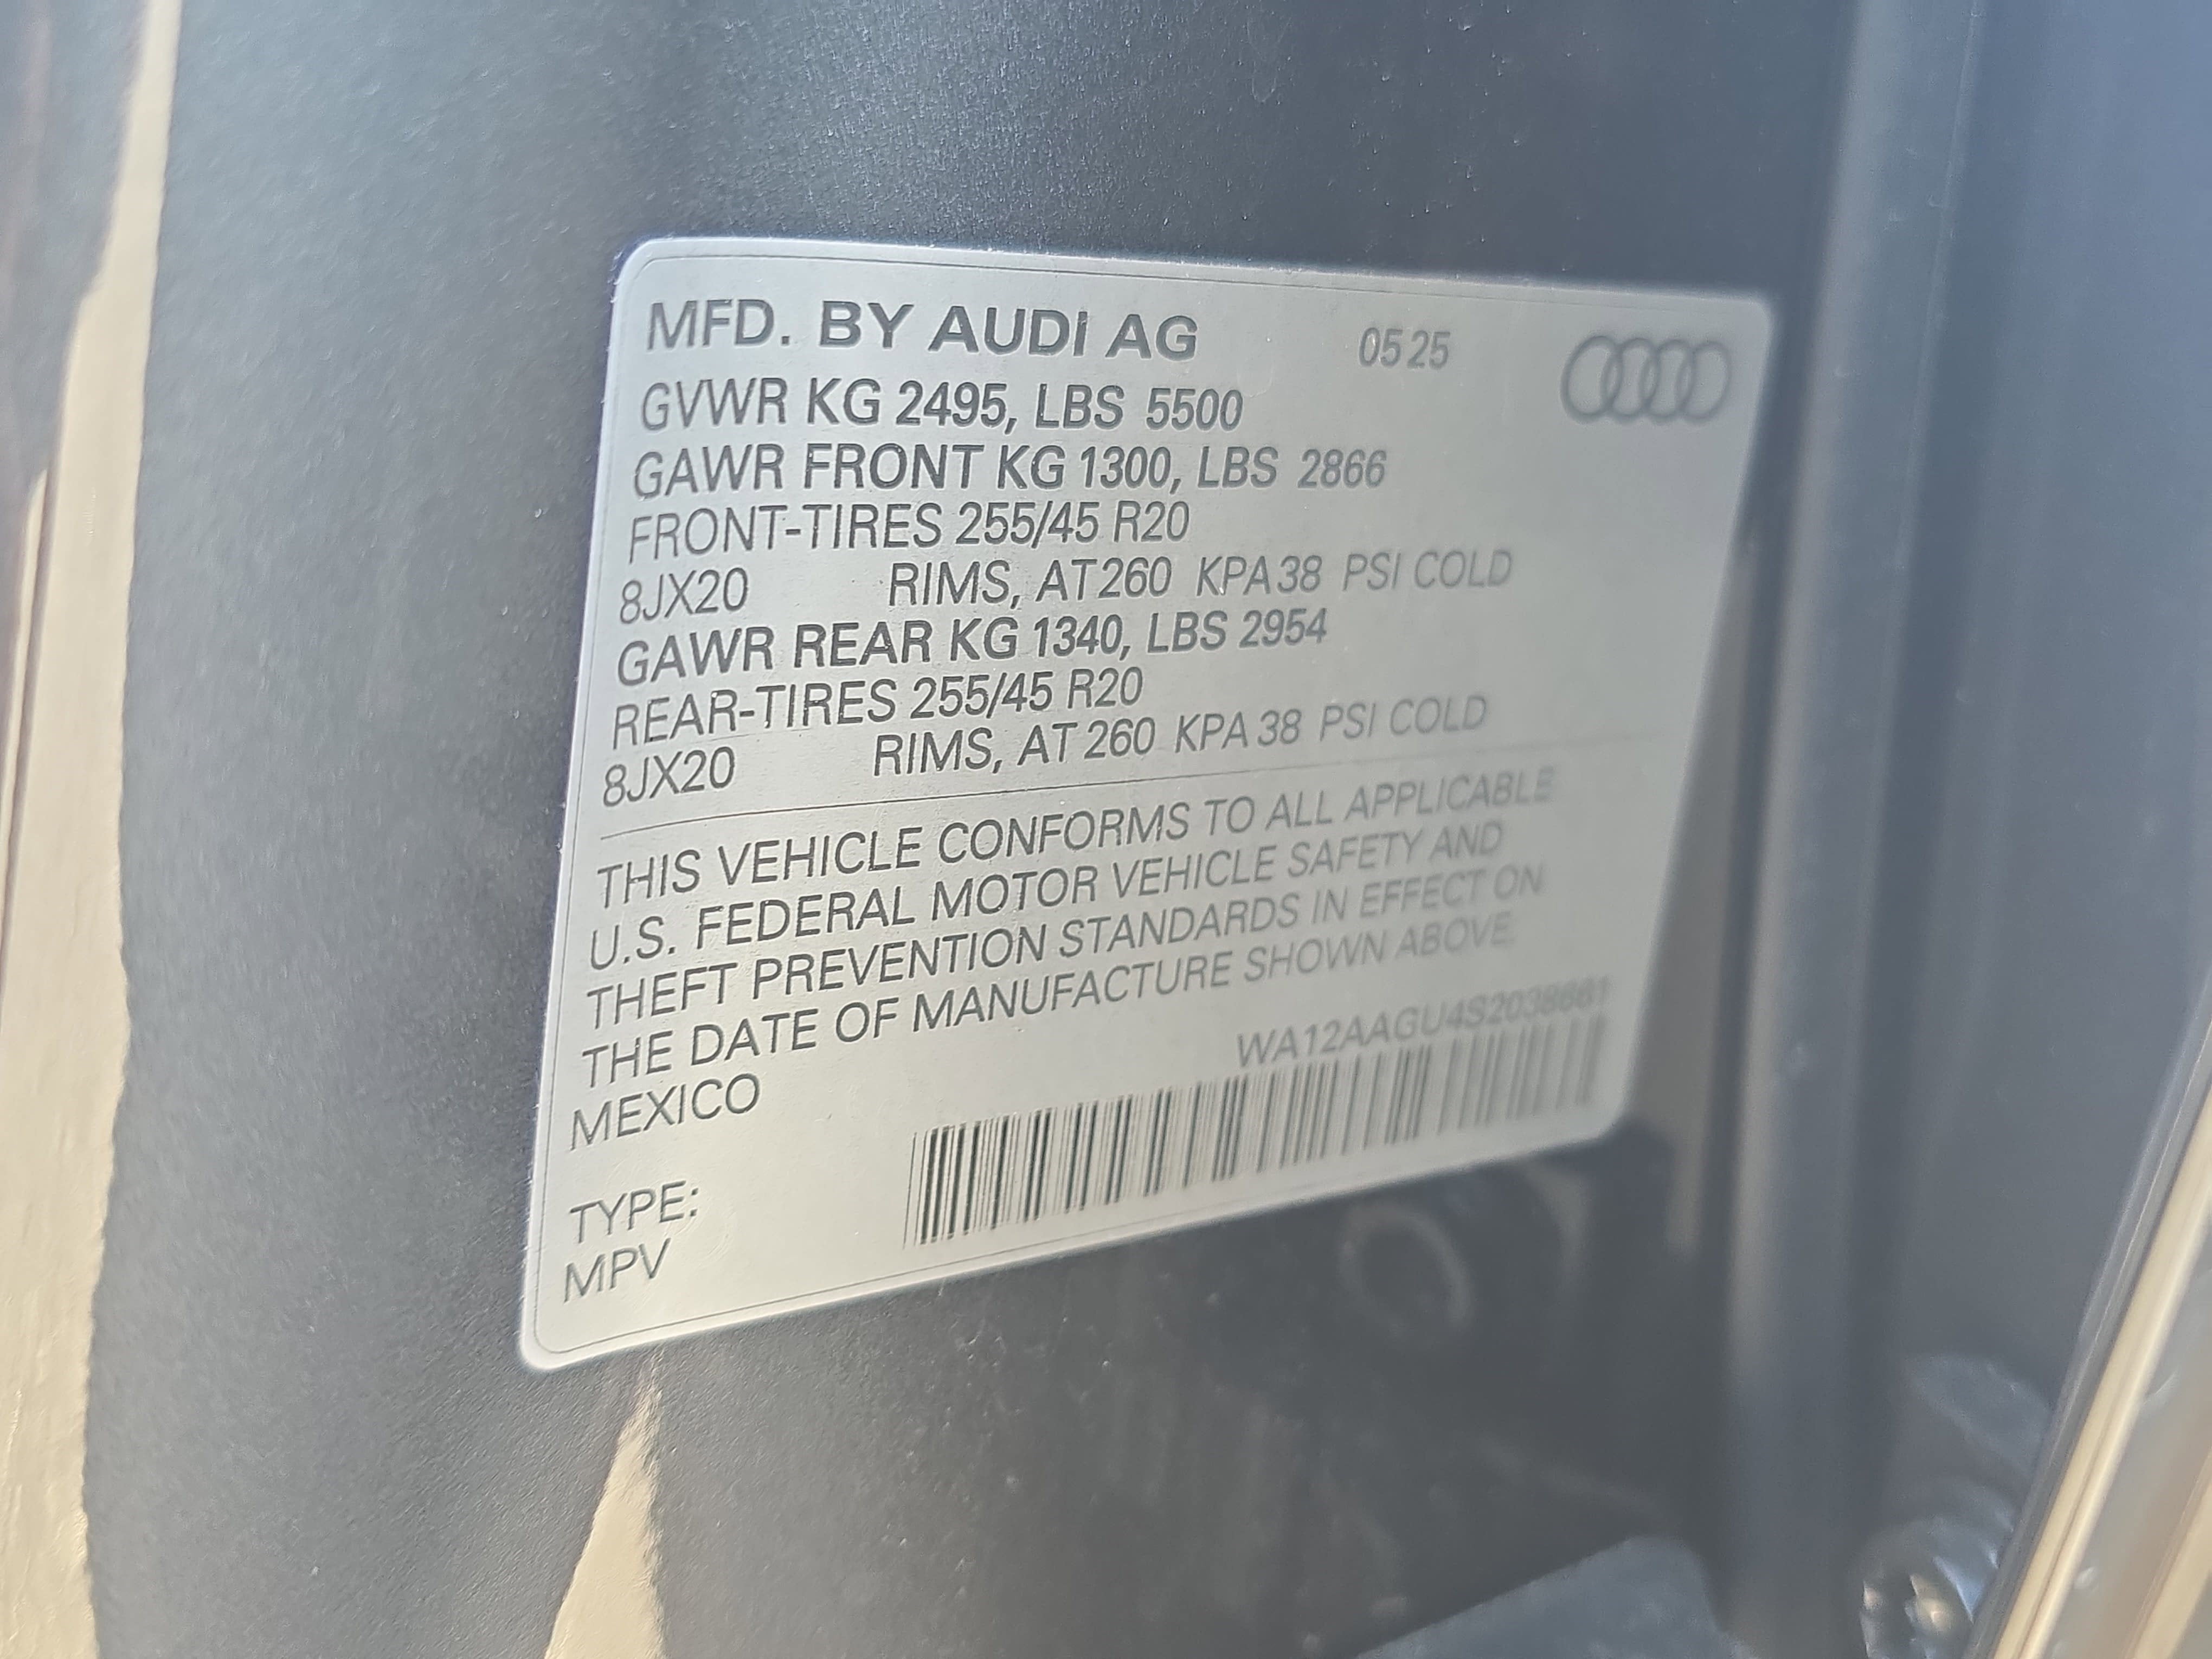 MFD. BY AUDI AG 05 25
GVWR KG 2495, LBS 5500
GAWR FRONT KG 1300, LBS 2866
FRONT-TIRES 255/45 R20
8JX20 RIMS, AT 260 KPA 38 PSI COLD
GAWR REAR KG 1340, LBS 2954
REAR-TIRES 255/45 R20
8JX20 RIMS, AT 260 KPA 38 PSI COLD
THIS VEHICLE CONFORMS TO ALL APPLICABLE
U.S. FEDERAL MOTOR VEHICLE SAFETY AND
THEFT PREVENTION STANDARDS IN EFFECT ON
THE DATE OF MANUFACTURE SHOWN ABOVE.
WA12AAGU4S2038661
MEXICO
TYPE:
MPV